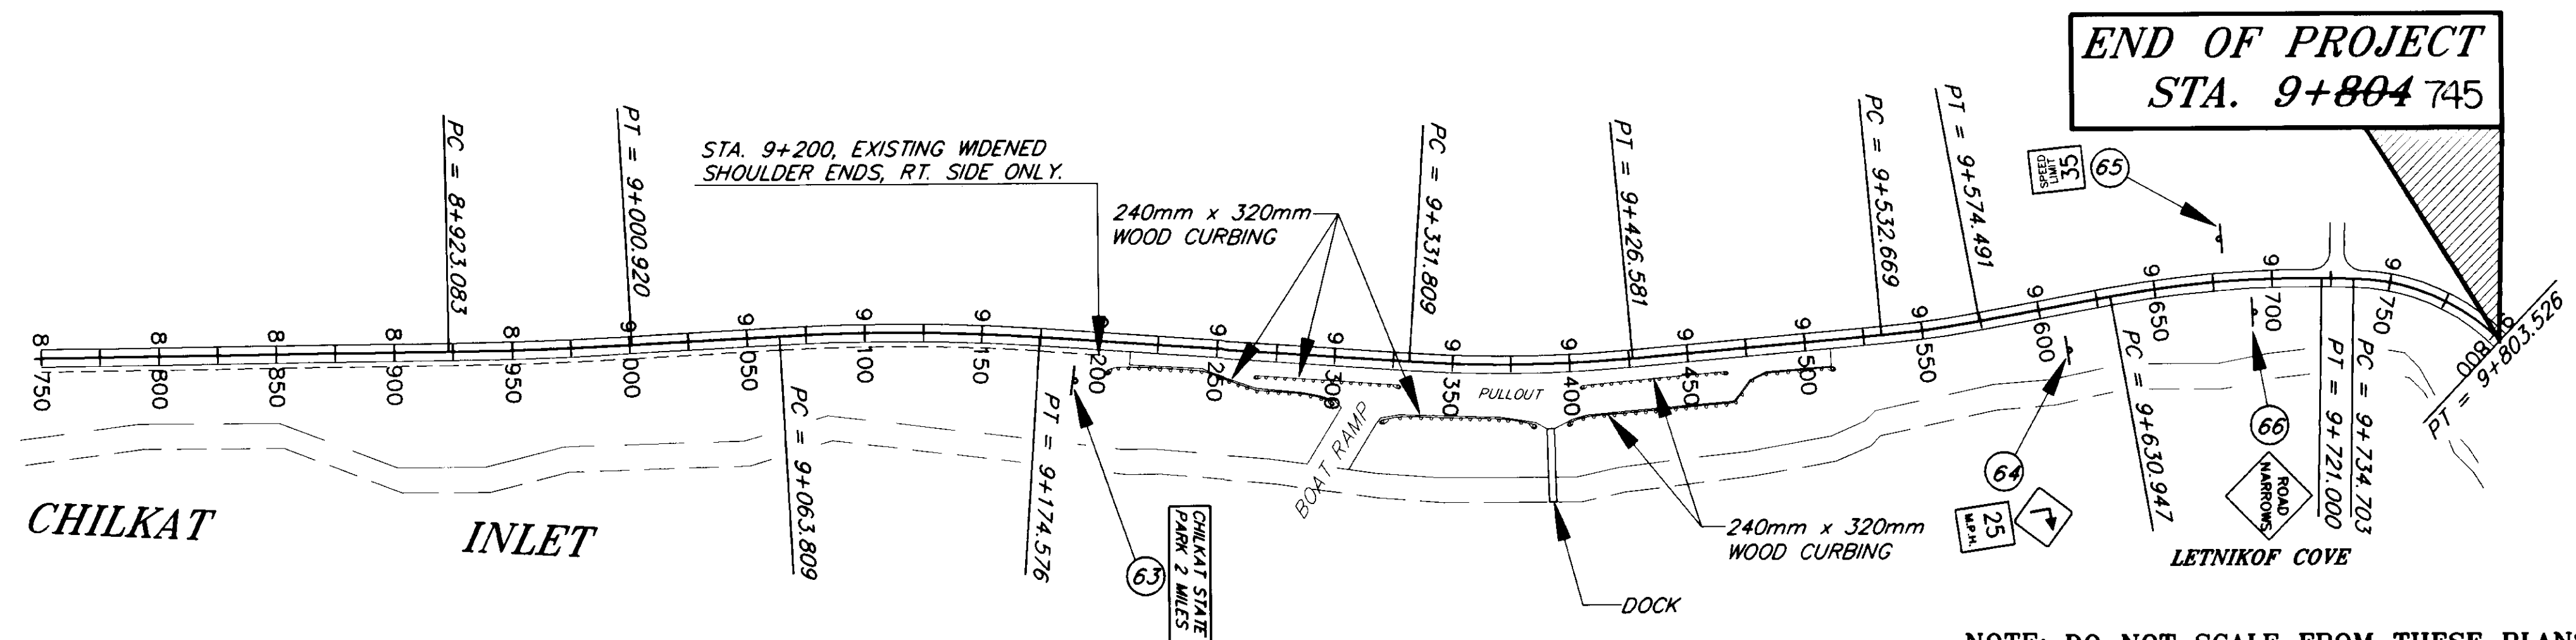 END OF PROJECT
STA. 9+804 745
STA. 9+200, EXISTING WIDENED
SHOULDER ENDS, RT. SIDE ONLY.
240mm x 320mm
WOOD CURBING
PC = 8+923.083
PT = 9+000.920
PC = 9+331.809
PT = 9+426.581
PC = 9+532.669
PT = 9+574.491
SPEED
LIMIT
35
65
8 8 8 8 8 9 9 9 9 9 9 9 9 9 9 9 9 9 9 9 9 9
750 800 850 900 950 000 050 100 150 200 250 300 350 400 450 500 550 600 650 700 750 800
PULLOUT
BOAT RAMP
PC = 9+063.809
PT = 9+174.576
PC = 9+630.947
PT = 9+721.000
PC = 9+734.703
PT = 9+803.526
CHILKAT INLET
63
CHILKAT STATE
PARK 2 MILES
240mm x 320mm
WOOD CURBING
DOCK
64
25
M.P.H.
66
ROAD
NARROWS
LETNIKOF COVE
NOTE: DO NOT SCALE FROM THESE PLAN